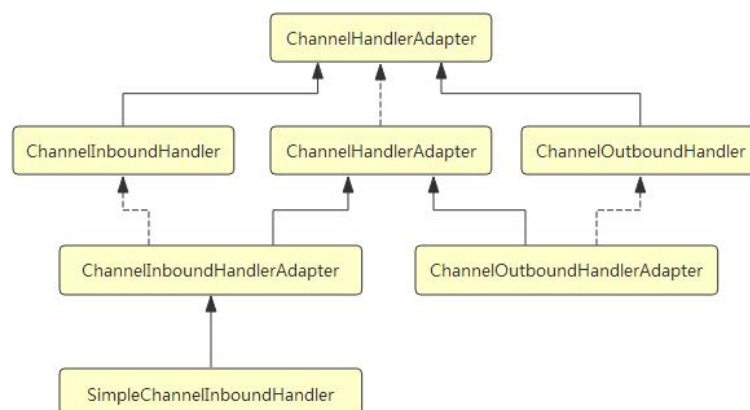 ChannelHandlerAdapter
ChannelInboundHandler
ChannelHandlerAdapter
ChannelOutboundHandler
ChannelInboundHandlerAdapter
ChannelOutboundHandlerAdapter
SimpleChannelInboundHandler